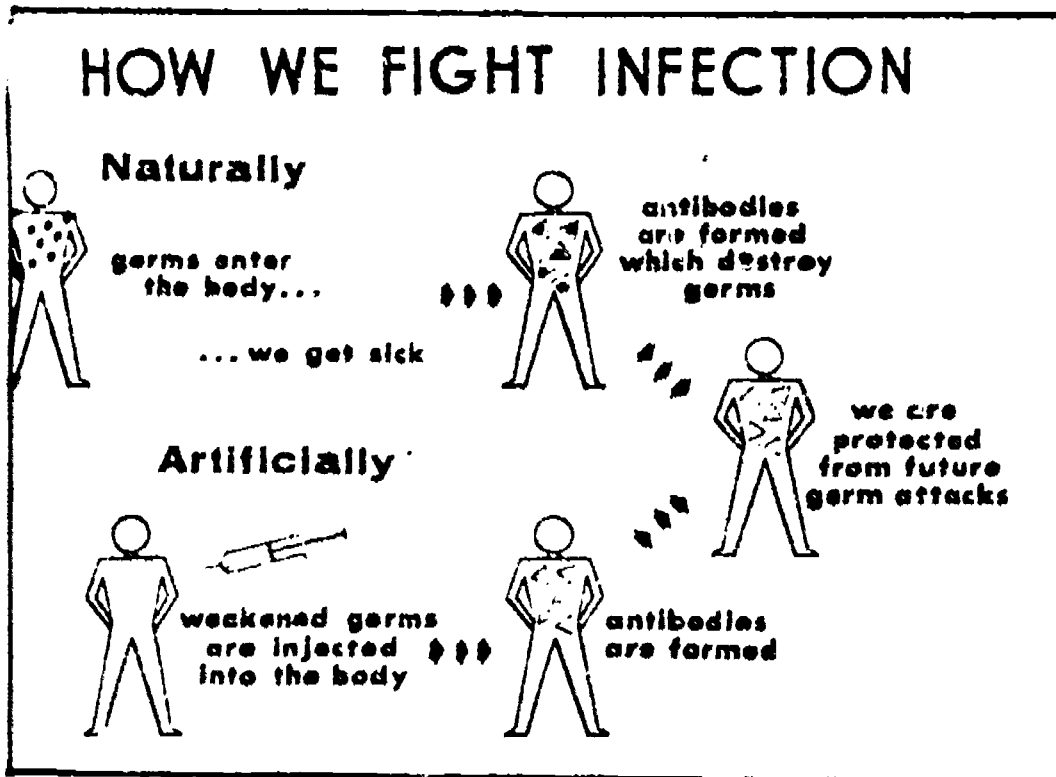 HOW WE FIGHT INFECTION
Naturally
germs enter
the body...
...we get sick
antibodies
are formed
which destroy
germs
we are
protected
from future
germ attacks
Artificially
weakened germs
are injected
into the body
antibodies
are formed